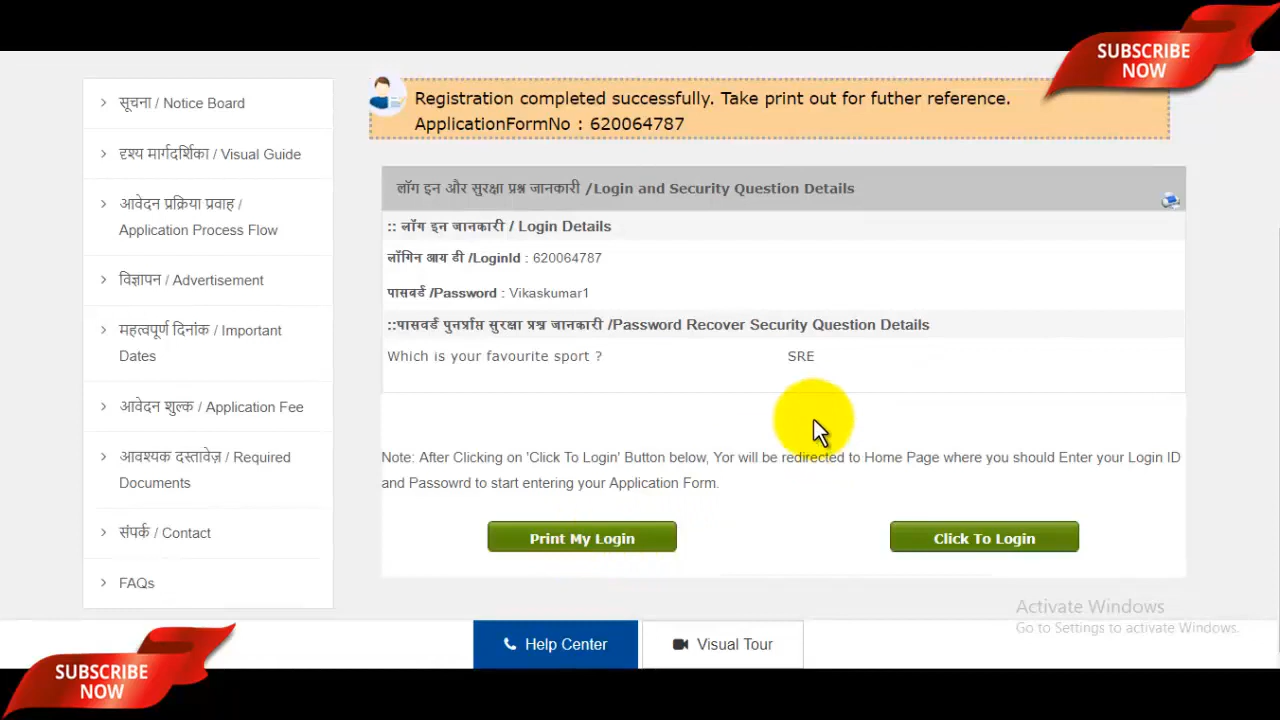 SUBSCRIBE
NOW
सूचना / Notice Board
दृश्य मार्गदर्शिका / Visual Guide
आवेदन प्रक्रिया प्रवाह /
Application Process Flow
विज्ञापन / Advertisement
महत्वपूर्ण दिनांक / Important
Dates
आवेदन शुल्क / Application Fee
आवश्यक दस्तावेज़ / Required
Documents
संपर्क / Contact
FAQs
Registration completed successfully. Take print out for futher reference.
ApplicationFormNo : 620064787
लॉग इन और सुरक्षा प्रश्न जानकारी /Login and Security Question Details
:: लॉग इन जानकारी / Login Details
लॉगिन आय डी /LoginId : 620064787
पासवर्ड /Password : Vikaskumar1
::पासवर्ड पुनर्प्राप्त सुरक्षा प्रश्न जानकारी /Password Recover Security Question Details
Which is your favourite sport ? SRE
Note: After Clicking on 'Click To Login' Button below, Yor will be redirected to Home Page where you should Enter your Login ID
and Passowrd to start entering your Application Form.
Print My Login Click To Login
Activate Windows
Go to Settings to activate Windows.
Help Center Visual Tour
SUBSCRIBE
NOW